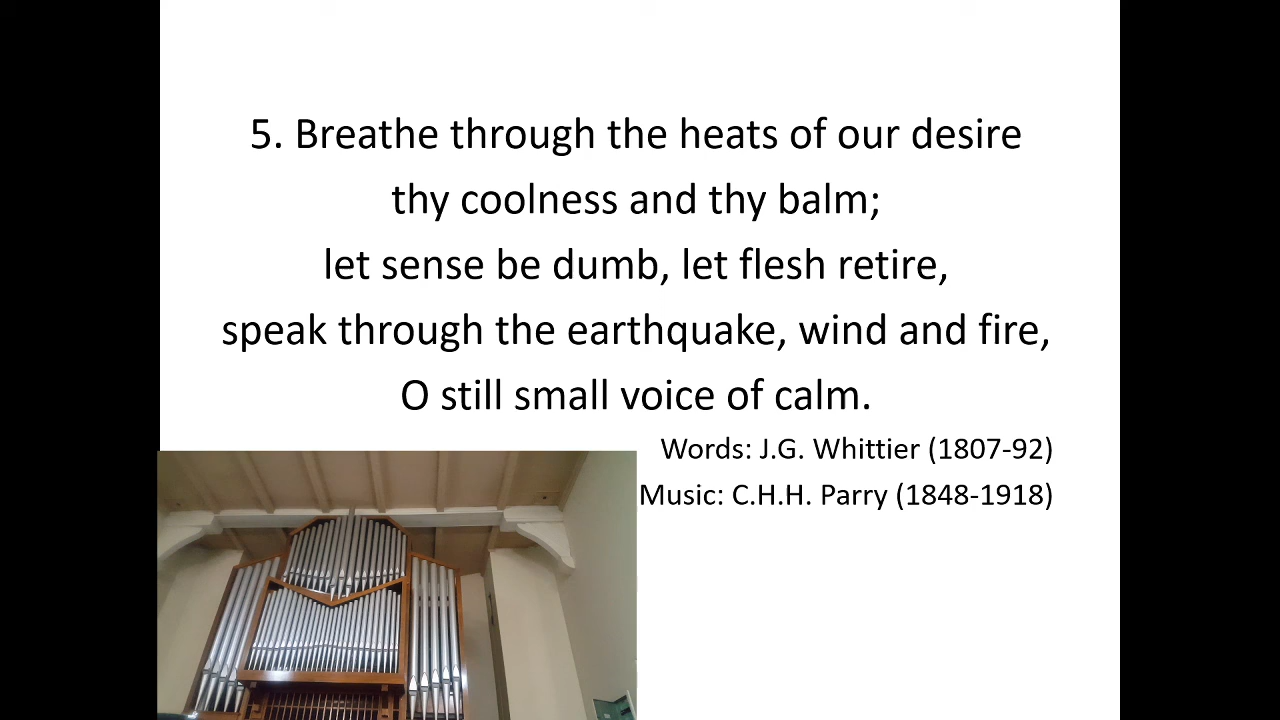 5. Breathe through the heats of our desire
thy coolness and thy balm;
let sense be dumb, let flesh retire,
speak through the earthquake, wind and fire,
O still small voice of calm.
Words: J.G. Whittier (1807-92)
Music: C.H.H. Parry (1848-1918)